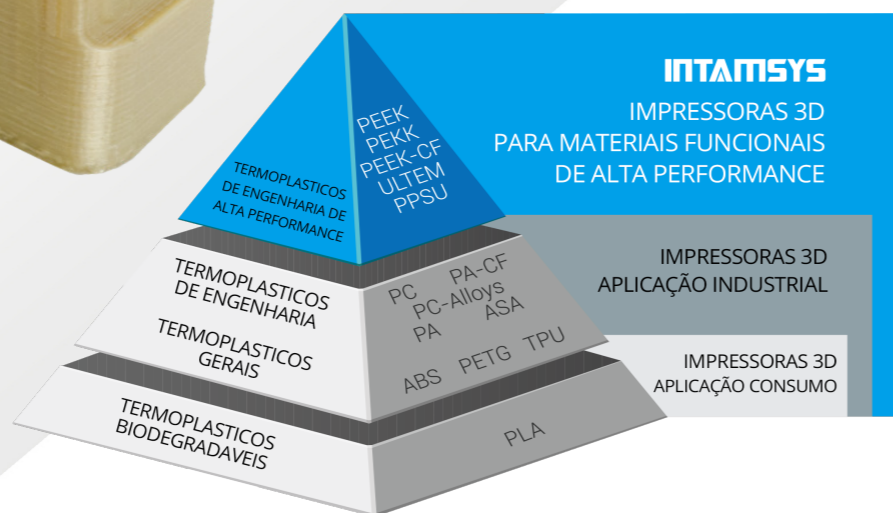 INTAMSYS
IMPRESSORAS 3D
PARA MATERIAIS FUNCIONAIS
DE ALTA PERFORMANCE
TERMOPLASTICOS
DE ENGENHARIA DE
ALTA PERFORMANCE
PEEK
PEKK
PEEK-CF
ULTEM
PPSU
IMPRESSORAS 3D
APLICAÇÃO INDUSTRIAL
TERMOPLASTICOS
DE ENGENHARIA
TERMOPLASTICOS
GERAIS
PC PA-CF
PC-Alloys
PA ASA
ABS PETG TPU
IMPRESSORAS 3D
APLICAÇÃO CONSUMO
TERMOPLASTICOS
BIODEGRADAVEIS
PLA